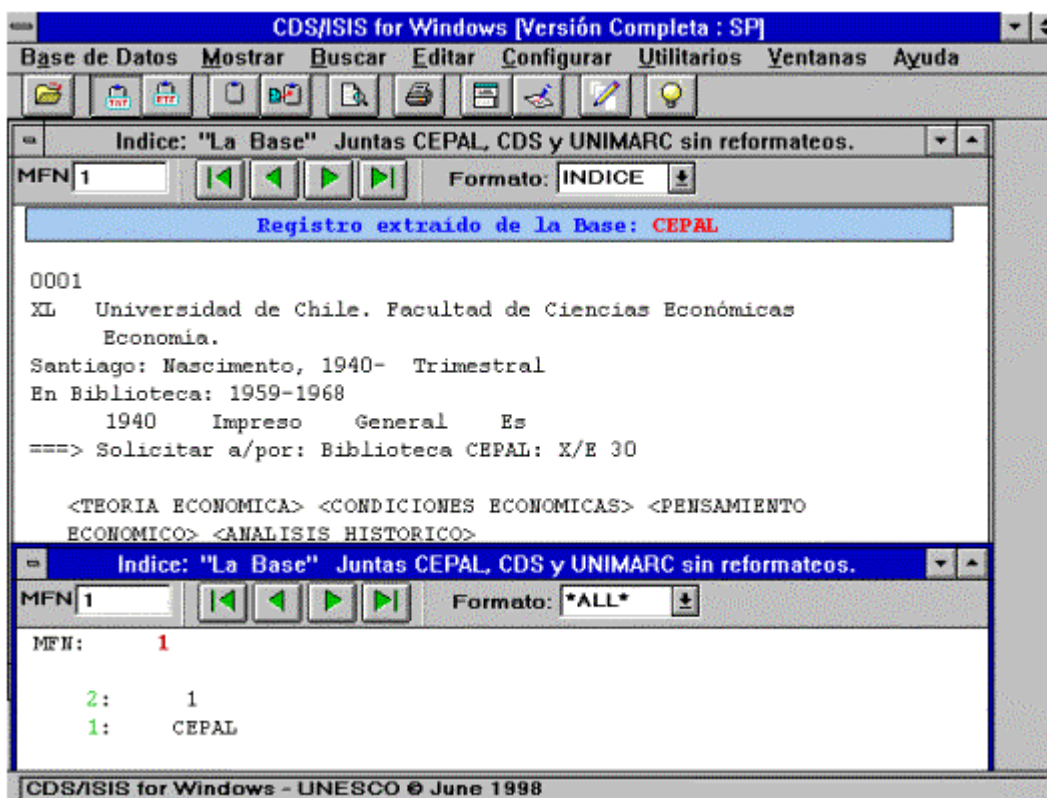 CDS/ISIS for Windows [Versión Completa : SP]
Base de Datos Mostrar Buscar Editar Configurar Utilitarios Ventanas Ayuda
Indice: "La Base" Juntas CEPAL, CDS y UNIMARC sin reformateos.
MFN 1 Formato: INDICE
Registro extraído de la Base: CEPAL
0001
XL Universidad de Chile. Facultad de Ciencias Económicas
Economía.
Santiago: Nascimento, 1940- Trimestral
En Biblioteca: 1959-1968
1940 Impreso General Es
===> Solicitar a/por: Biblioteca CEPAL: X/E 30
<TEORIA ECONOMICA> <CONDICIONES ECONOMICAS> <PENSAMIENTO
ECONOMICO> <ANALISIS HISTORICO>
Indice: "La Base" Juntas CEPAL, CDS y UNIMARC sin reformateos.
MFN 1 Formato: *ALL*
MFN: 1
2: 1
1: CEPAL
CDS/ISIS for Windows - UNESCO © June 1998